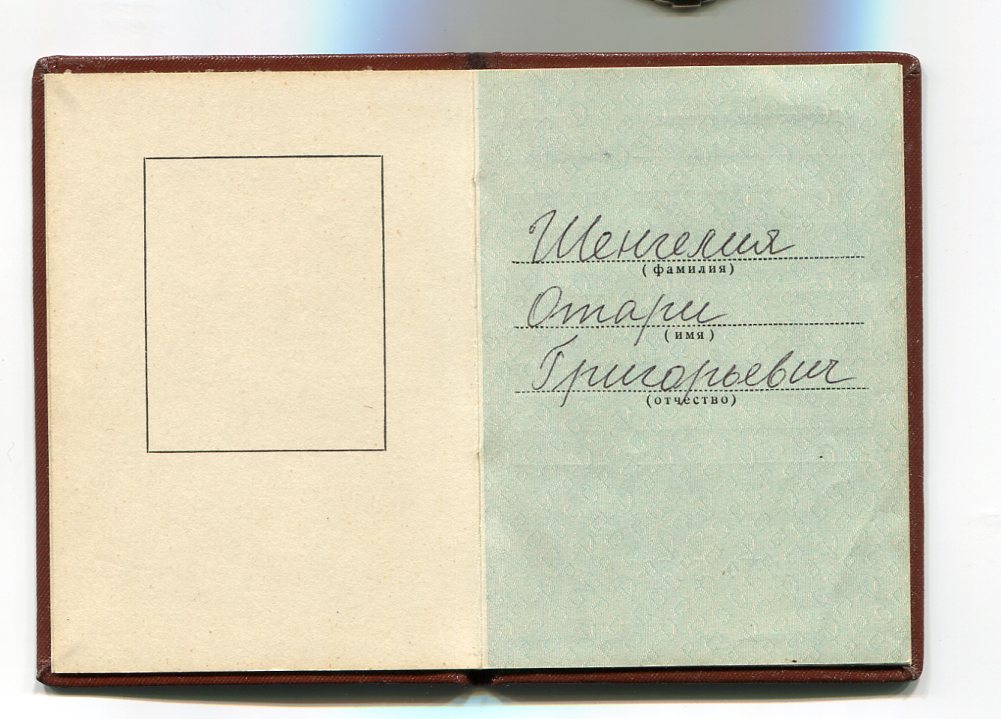 Шенгелия
(фамилия)
Отари
(имя)
Григорьевич
(отчество)